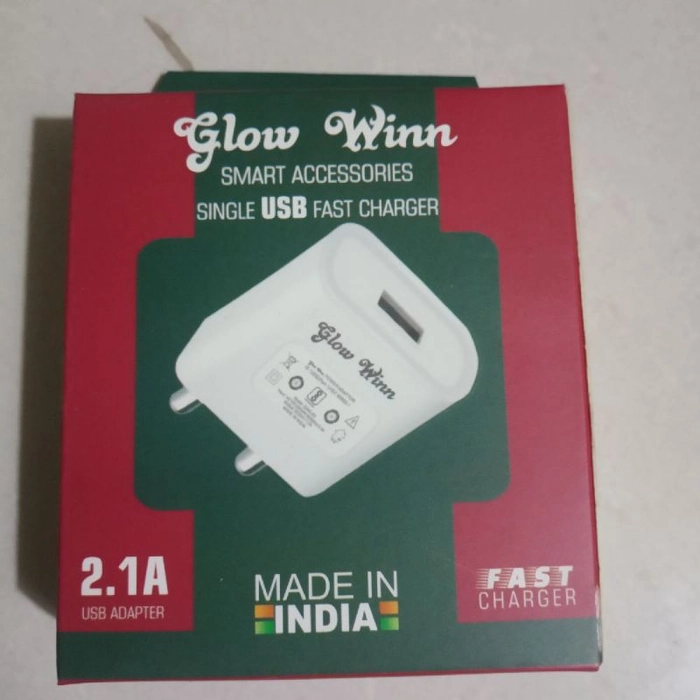 Glow Winn
SMART ACCESSORIES
SINGLE USB FAST CHARGER
Glow Winn
2.1A
USB ADAPTER
MADE IN
INDIA
FAST
CHARGER